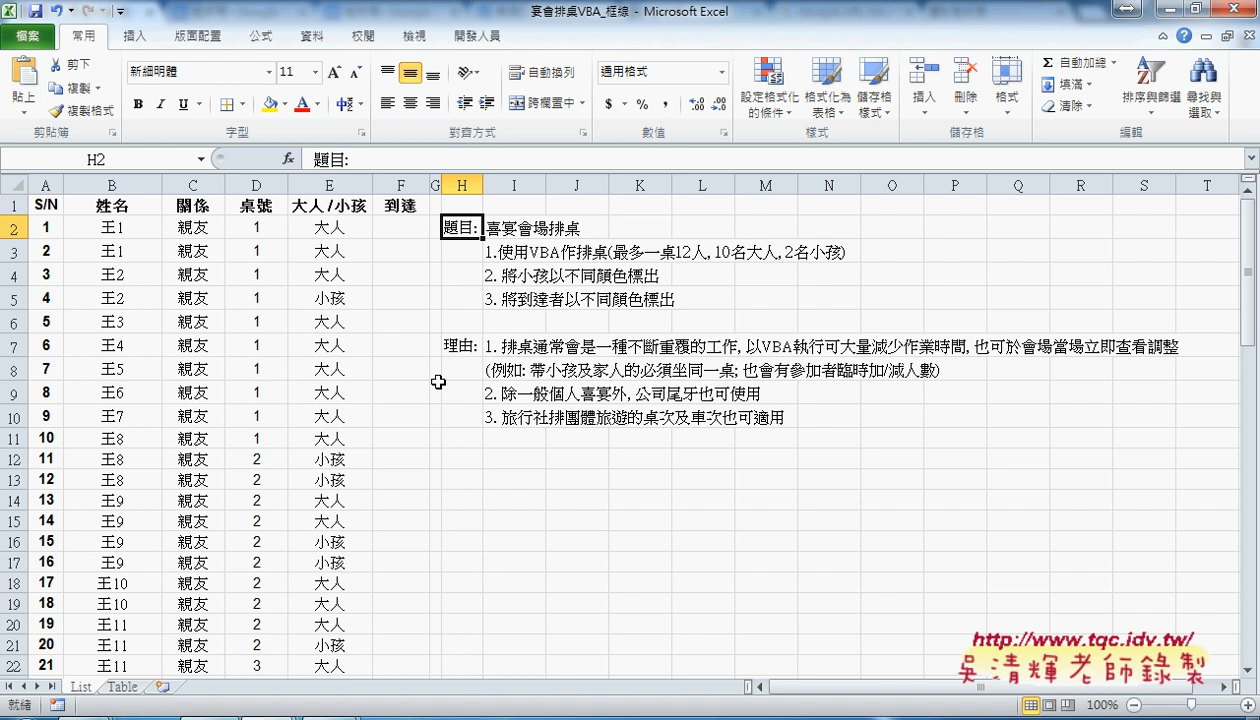 宴會排桌VBA_框線 - Microsoft Excel
檔案 常用 插入 版面配置 公式 資料 校閱 檢視 開發人員
貼上 剪下 複製 複製格式 剪貼簿
新細明體 11 B I U A 字型
自動換列 跨欄置中 對齊方式
通用格式 $ % , 數值
設定格式化的條件 格式化為表格 儲存格樣式 樣式
插入 刪除 格式 儲存格
Σ 自動加總 填滿 清除 排序與篩選 尋找與選取 編輯
H2 fx 題目:
A B C D E F G H I J K L M N O P Q R S T
1 S/N 姓名 關係 桌號 大人/小孩 到達
2 1 王1 親友 1 大人 題目: 喜宴會場排桌
3 2 王1 親友 1 大人 1.使用VBA作排桌(最多一桌12人, 10名大人, 2名小孩)
4 3 王2 親友 1 大人 2. 將小孩以不同顏色標出
5 4 王2 親友 1 小孩 3. 將到達者以不同顏色標出
6 5 王3 親友 1 大人
7 6 王4 親友 1 大人 理由: 1. 排桌通常會是一種不斷重覆的工作, 以VBA執行可大量減少作業時間, 也可於會場當場立即查看調整
8 7 王5 親友 1 大人 (例如: 帶小孩及家人的必須坐同一桌; 也會有參加者臨時加/減人數)
9 8 王6 親友 1 大人 2. 除一般個人喜宴外, 公司尾牙也可使用
10 9 王7 親友 1 大人 3. 旅行社排團體旅遊的桌次及車次也可適用
11 10 王8 親友 1 大人
12 11 王8 親友 2 小孩
13 12 王8 親友 2 小孩
14 13 王9 親友 2 大人
15 14 王9 親友 2 大人
16 15 王9 親友 2 小孩
17 16 王9 親友 2 小孩
18 17 王10 親友 2 大人
19 18 王10 親友 2 大人
20 19 王11 親友 2 大人
21 20 王11 親友 2 小孩
22 21 王11 親友 3 大人
http://www.tqc.idv.tw/
吳清輝老師錄製
List Table
就緒 100%